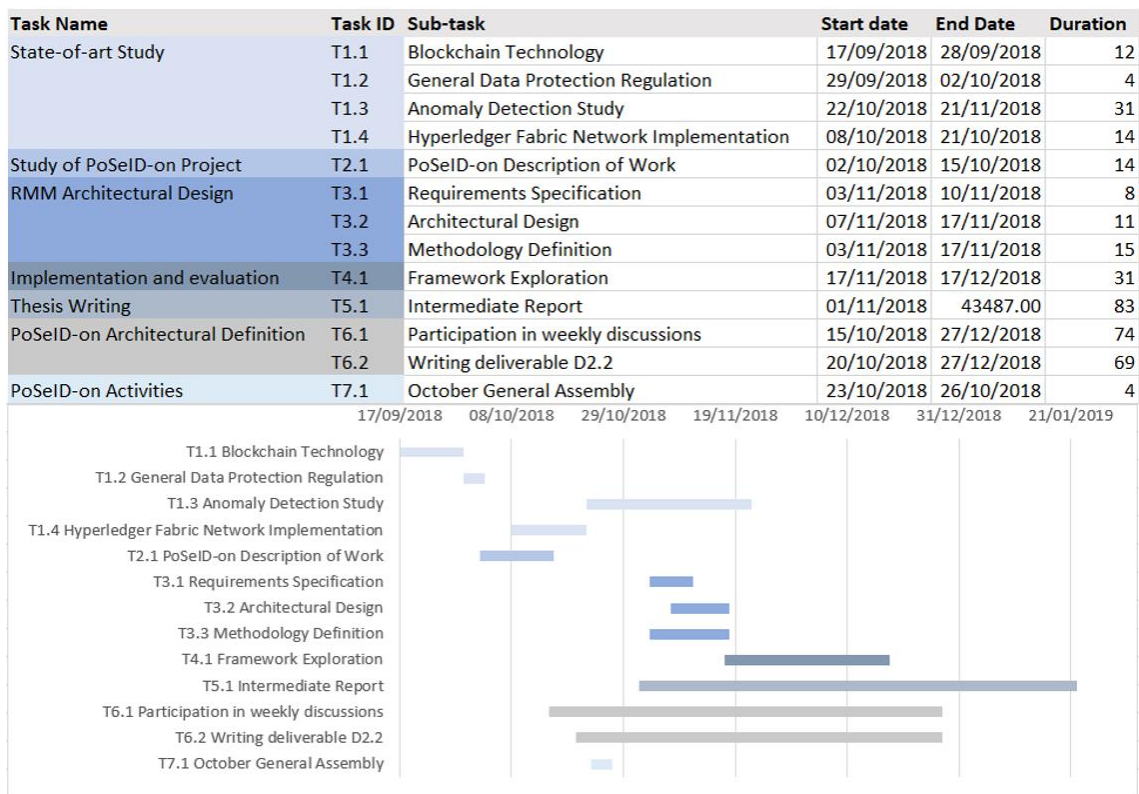 Task Name Task ID Sub-task Start date End Date Duration
State-of-art Study T1.1 Blockchain Technology 17/09/2018 28/09/2018 12
T1.2 General Data Protection Regulation 29/09/2018 02/10/2018 4
T1.3 Anomaly Detection Study 22/10/2018 21/11/2018 31
T1.4 Hyperledger Fabric Network Implementation 08/10/2018 21/10/2018 14
Study of PoSeID-on Project T2.1 PoSeID-on Description of Work 02/10/2018 15/10/2018 14
RMM Architectural Design T3.1 Requirements Specification 03/11/2018 10/11/2018 8
T3.2 Architectural Design 07/11/2018 17/11/2018 11
T3.3 Methodology Definition 03/11/2018 17/11/2018 15
Implementation and evaluation T4.1 Framework Exploration 17/11/2018 17/12/2018 31
Thesis Writing T5.1 Intermediate Report 01/11/2018 43487.00 83
PoSeID-on Architectural Definition T6.1 Participation in weekly discussions 15/10/2018 27/12/2018 74
T6.2 Writing deliverable D2.2 20/10/2018 27/12/2018 69
PoSeID-on Activities T7.1 October General Assembly 23/10/2018 26/10/2018 4
17/09/2018 08/10/2018 29/10/2018 19/11/2018 10/12/2018 31/12/2018 21/01/2019
T1.1 Blockchain Technology
T1.2 General Data Protection Regulation
T1.3 Anomaly Detection Study
T1.4 Hyperledger Fabric Network Implementation
T2.1 PoSeID-on Description of Work
T3.1 Requirements Specification
T3.2 Architectural Design
T3.3 Methodology Definition
T4.1 Framework Exploration
T5.1 Intermediate Report
T6.1 Participation in weekly discussions
T6.2 Writing deliverable D2.2
T7.1 October General Assembly